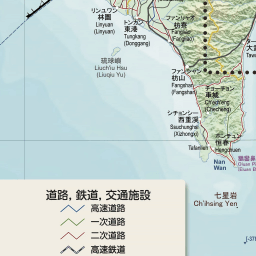 リンユワン
林園
Linyuan
(Linyuan)
トンカン
東港
Tungkang
(Donggang)
ファンリャオ
枋寮
Fangliao
(Fangliao)
琉球嶼
Liuchiu Hsu
(Liuqiu Yu)
ファンシャン
枋山
Fangshan
(Fangshan)
チョーチョン
車城
Checheng
(Checheng)
シチョンシー
西重溪
Szuchunghsi
(Xizhongxi)
ホンチュン
恒春
Hengchun
Tafanlieh
Nan
Wan
七星岩
Ch'ihsing Yen
道路, 鉄道, 交通施設
高速道路
一次道路
二次道路
高速鉄道